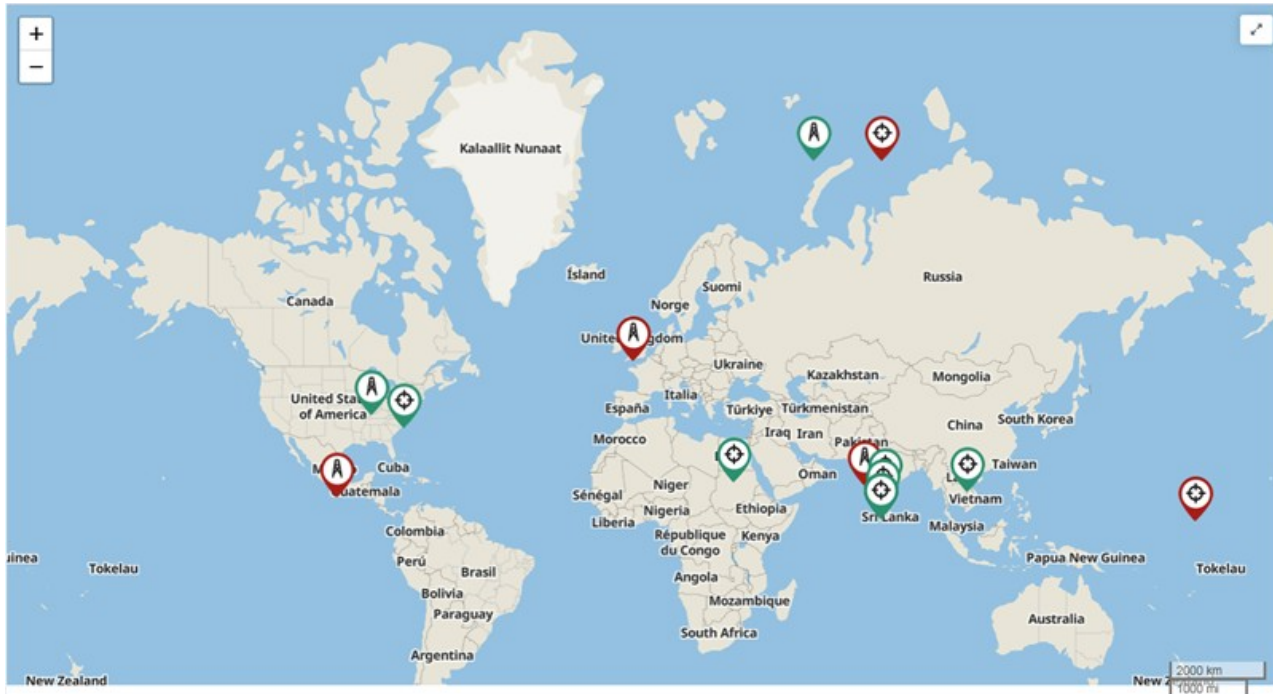 +
−
Kalaallit Nunaat
Ísland
Suomi
Norge
Russia
Canada
Ukraine
Kazakhstan
Mongolia
Italia
España
Türkiye
Türkmenistan
South Korea
United
of America
China
Iraq
Iran
Morocco
Pakistan
Taiwan
Cuba
Oman
Niger
Guatemala
Sénégal
Vietnam
Nigeria
Ethiopia
Sri Lanka
Liberia
Malaysia
Colombia
République
du Congo
Kenya
Papua New Guinea
Tokelau
Perú
Brasil
Tokelau
Angola
Bolivia
Mozambique
Paraguay
Australia
South Africa
Argentina
New Zealand
2000 km
1000 mi